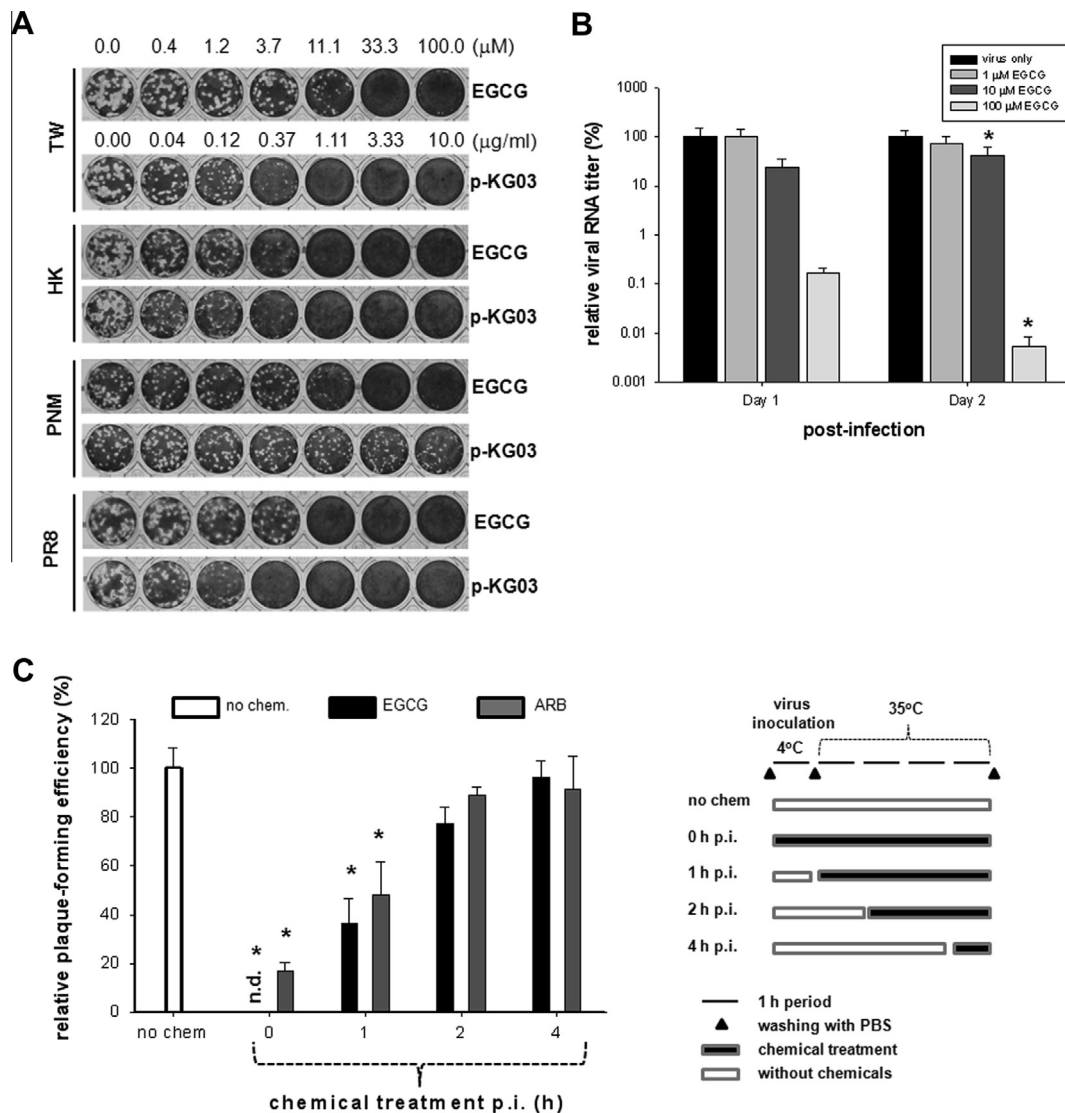 A
0.0 0.4 1.2 3.7 11.1 33.3 100.0 (μM)
EGCG
TW
0.00 0.04 0.12 0.37 1.11 3.33 10.0 (μg/ml)
p-KG03
HK
EGCG
p-KG03
PNM
EGCG
p-KG03
PR8
EGCG
p-KG03
B
virus only
1 μM EGCG
10 μM EGCG
100 μM EGCG
relative viral RNA titer (%)
1000
100
10
1
0.1
0.01
0.001
*
*
Day 1 Day 2
post-infection
C
no chem. EGCG ARB
relative plaque-forming efficiency (%)
120
100
80
60
40
20
0
* n.d. *
* *
no chem 0 1 2 4
chemical treatment p.i. (h)
virus inoculation
4°C
35°C
no chem
0 h p.i.
1 h p.i.
2 h p.i.
4 h p.i.
1 h period
washing with PBS
chemical treatment
without chemicals